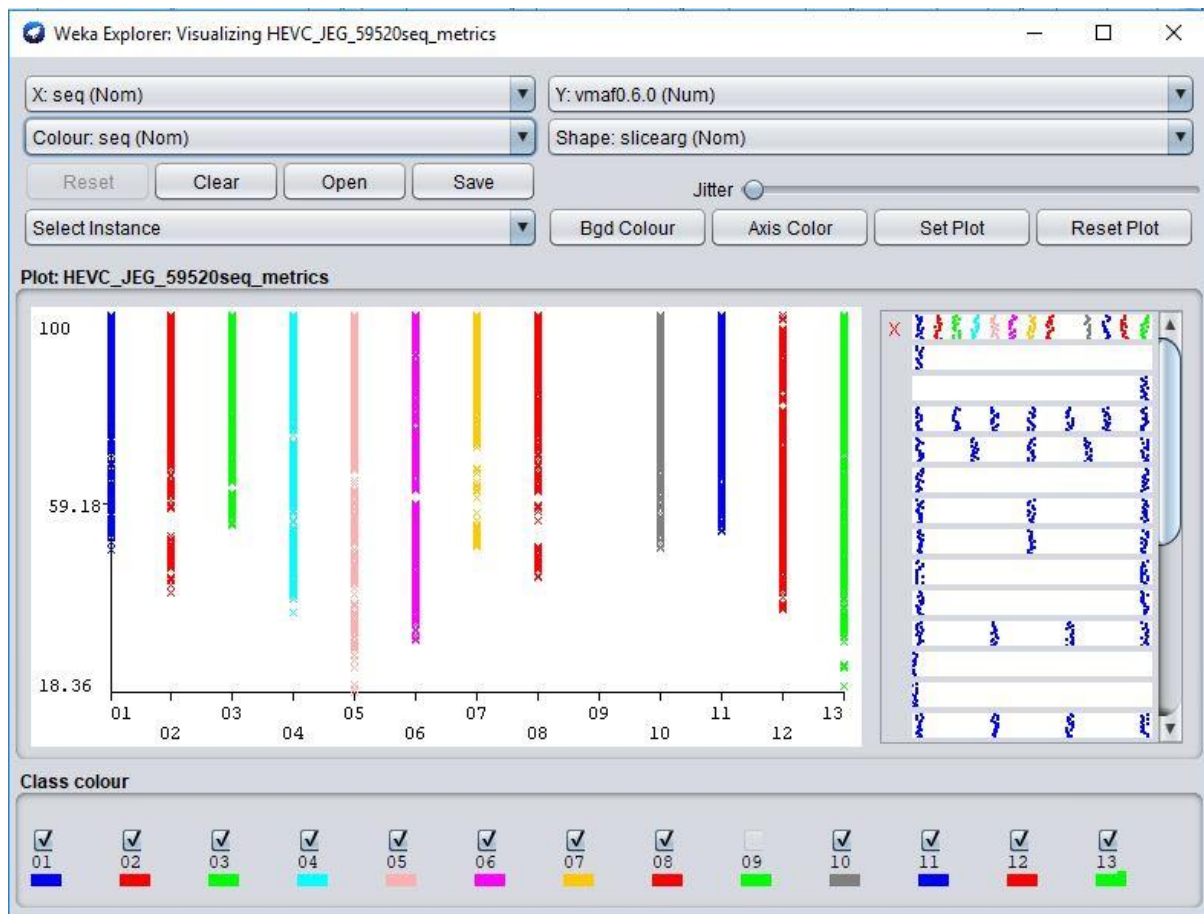 Weka Explorer: Visualizing HEVC_JEG_59520seq_metrics
X: seq (Nom) Y: vmaf0.6.0 (Num)
Colour: seq (Nom) Shape: slicearg (Nom)
Reset Clear Open Save Jitter
Select Instance Bgd Colour Axis Color Set Plot Reset Plot
Plot: HEVC_JEG_59520seq_metrics
100
X
59.18
18.36
01 03 05 07 09 11 13
02 04 06 08 10 12
Class colour
01 02 03 04 05 06 07 08 09 10 11 12 13